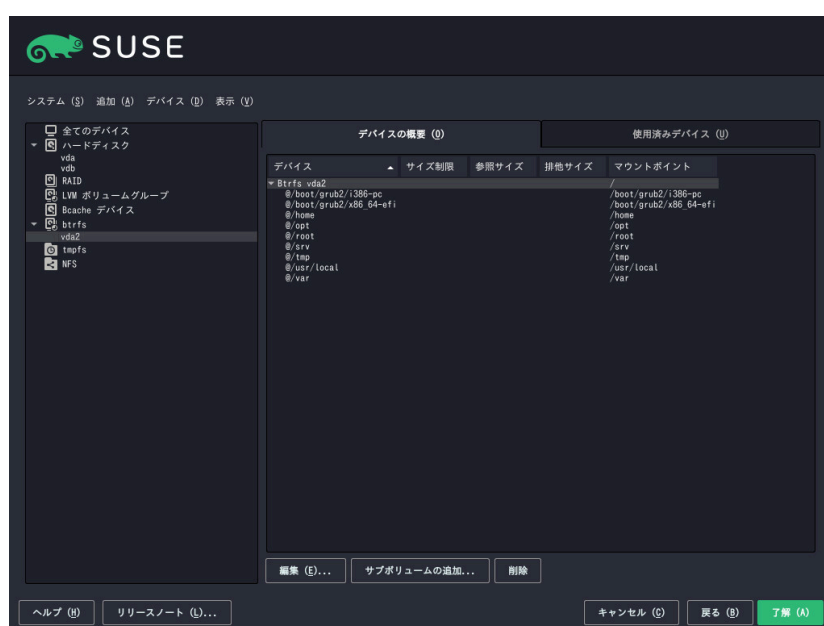 SUSE
システム (S) 追加 (A) デバイス (D) 表示 (V)
全てのデバイス
ハードディスク
vda
vdb
RAID
LVM ボリュームグループ
Bcache デバイス
btrfs
vda2
tmpfs
NFS
デバイスの概要 (O) 使用済みデバイス (U)
デバイス サイズ制限 参照サイズ 排他サイズ マウントポイント
Btrfs vda2 /
@/boot/grub2/i386-pc /boot/grub2/i386-pc
@/boot/grub2/x86_64-efi /boot/grub2/x86_64-efi
@/home /home
@/opt /opt
@/root /root
@/srv /srv
@/tmp /tmp
@/usr/local /usr/local
@/var /var
編集 (E)... サブボリュームの追加... 削除
ヘルプ (H) リリースノート (L)... キャンセル (C) 戻る (B) 了解 (A)